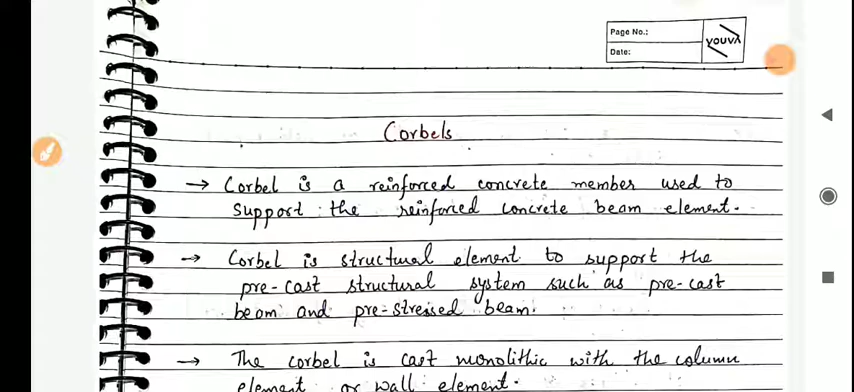 Page No.:
Date:
YOUVA
Corbels
→ Corbel is a reinforced concrete member used to
support the reinforced concrete beam element.
→ Corbel is structural element to support the
pre-cast structural system such as pre-cast
beam and pre-stressed beam.
→ The corbel is cast monolithic with the column
element or wall element.